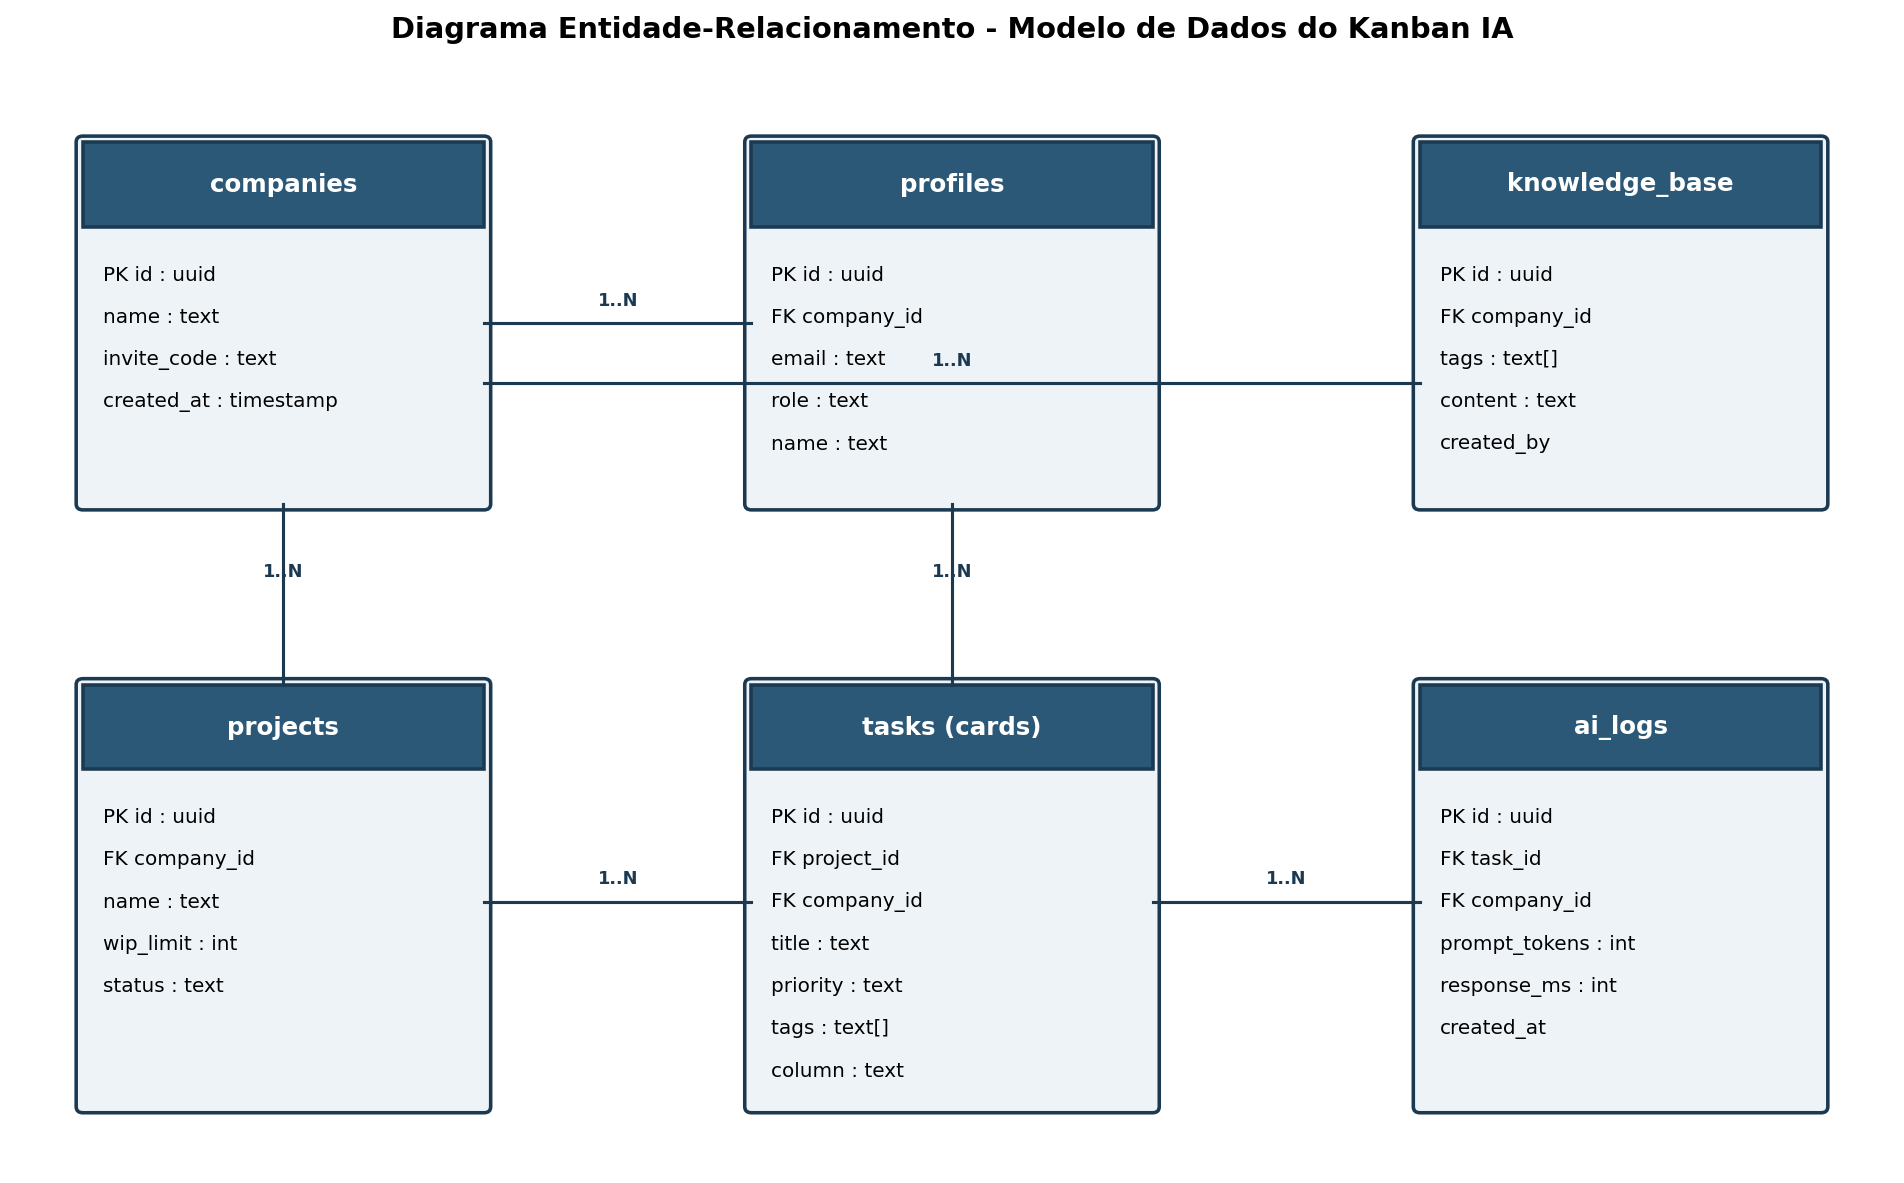 Diagrama Entidade-Relacionamento - Modelo de Dados do Kanban IA
companies
PK id : uuid
name : text
invite_code : text
created_at : timestamp
1..N
profiles
PK id : uuid
FK company_id
email : text
1..N
role : text
name : text
knowledge_base
PK id : uuid
FK company_id
tags : text[]
content : text
created_by
1..N
1..N
projects
PK id : uuid
FK company_id
name : text
wip_limit : int
status : text
1..N
tasks (cards)
PK id : uuid
FK project_id
FK company_id
title : text
priority : text
tags : text[]
column : text
1..N
ai_logs
PK id : uuid
FK task_id
FK company_id
prompt_tokens : int
response_ms : int
created_at